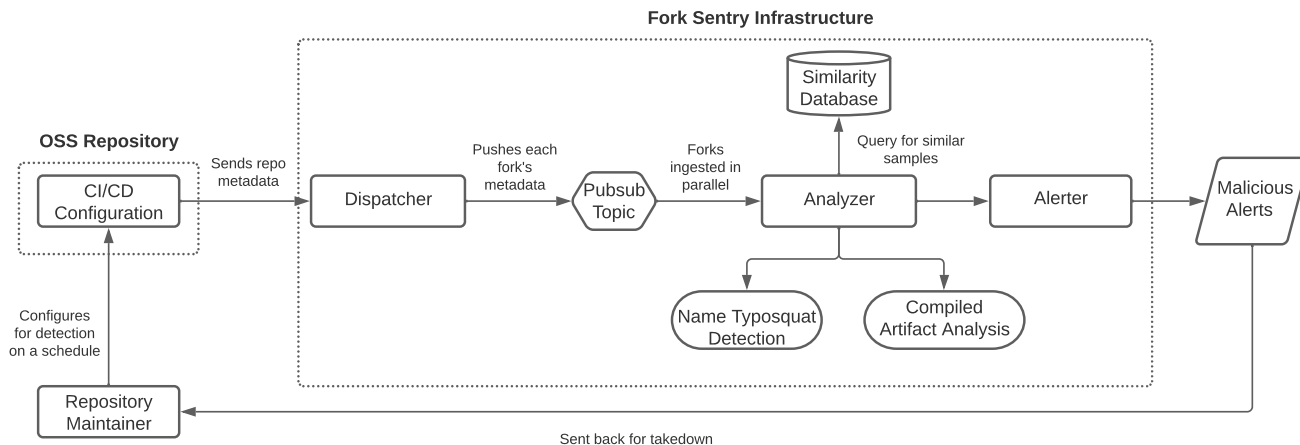 Fork Sentry Infrastructure
Similarity
Database
OSS Repository
Sends repo
metadata
Pushes each
fork's
metadata
Forks
ingested in
parallel
Query for similar
samples
CI/CD
Configuration
Dispatcher
Pubsub
Topic
Analyzer
Alerter
Malicious
Alerts
Configures
for detection
on a schedule
Name Typosquat
Detection
Compiled
Artifact Analysis
Repository
Maintainer
Sent back for takedown